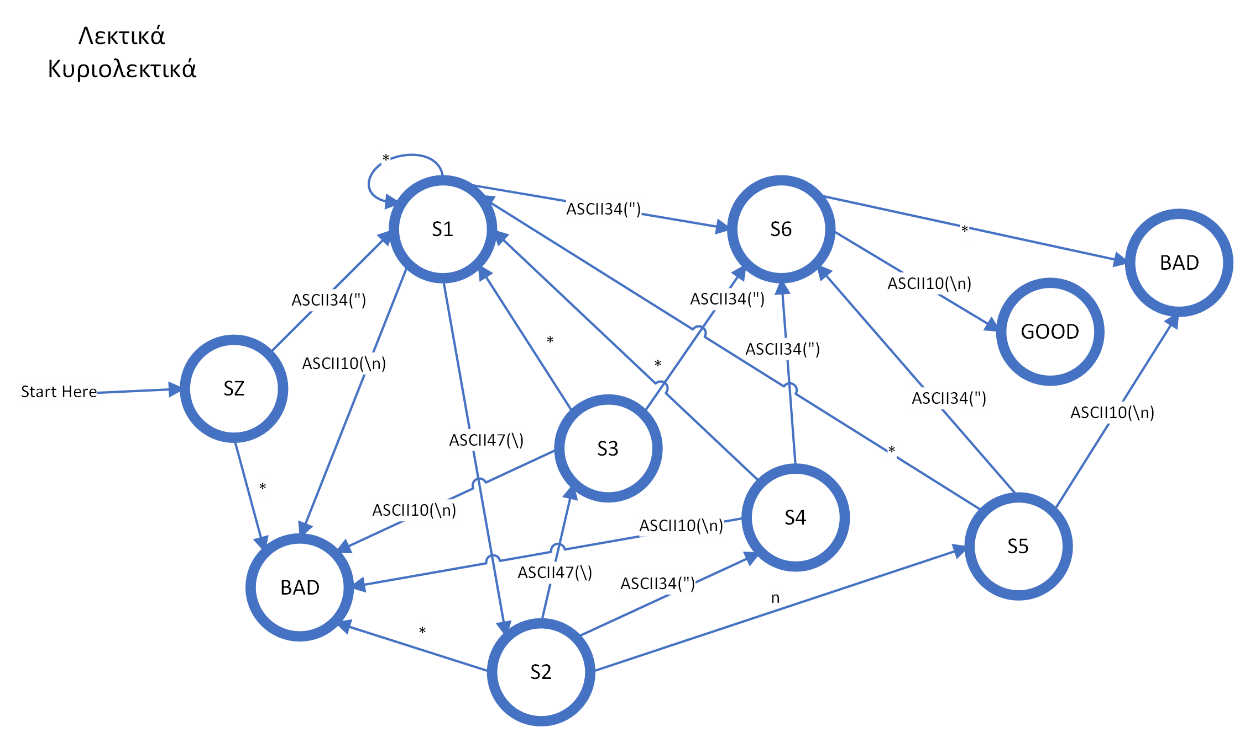 Λεκτικά
Κυριολεκτικά
*
S1
ASCII34(")
S6
*
BAD
ASCII34(")
ASCII10(\n)
ASCII34(")
GOOD
ASCII10(\n)
*
ASCII34(")
*
Start Here
SZ
ASCII34(")
ASCII10(\n)
ASCII47(\)
S3
*
*
ASCII10(\n)
ASCII10(\n)
S4
S5
ASCII47(\)
ASCII34(")
BAD
n
*
S2